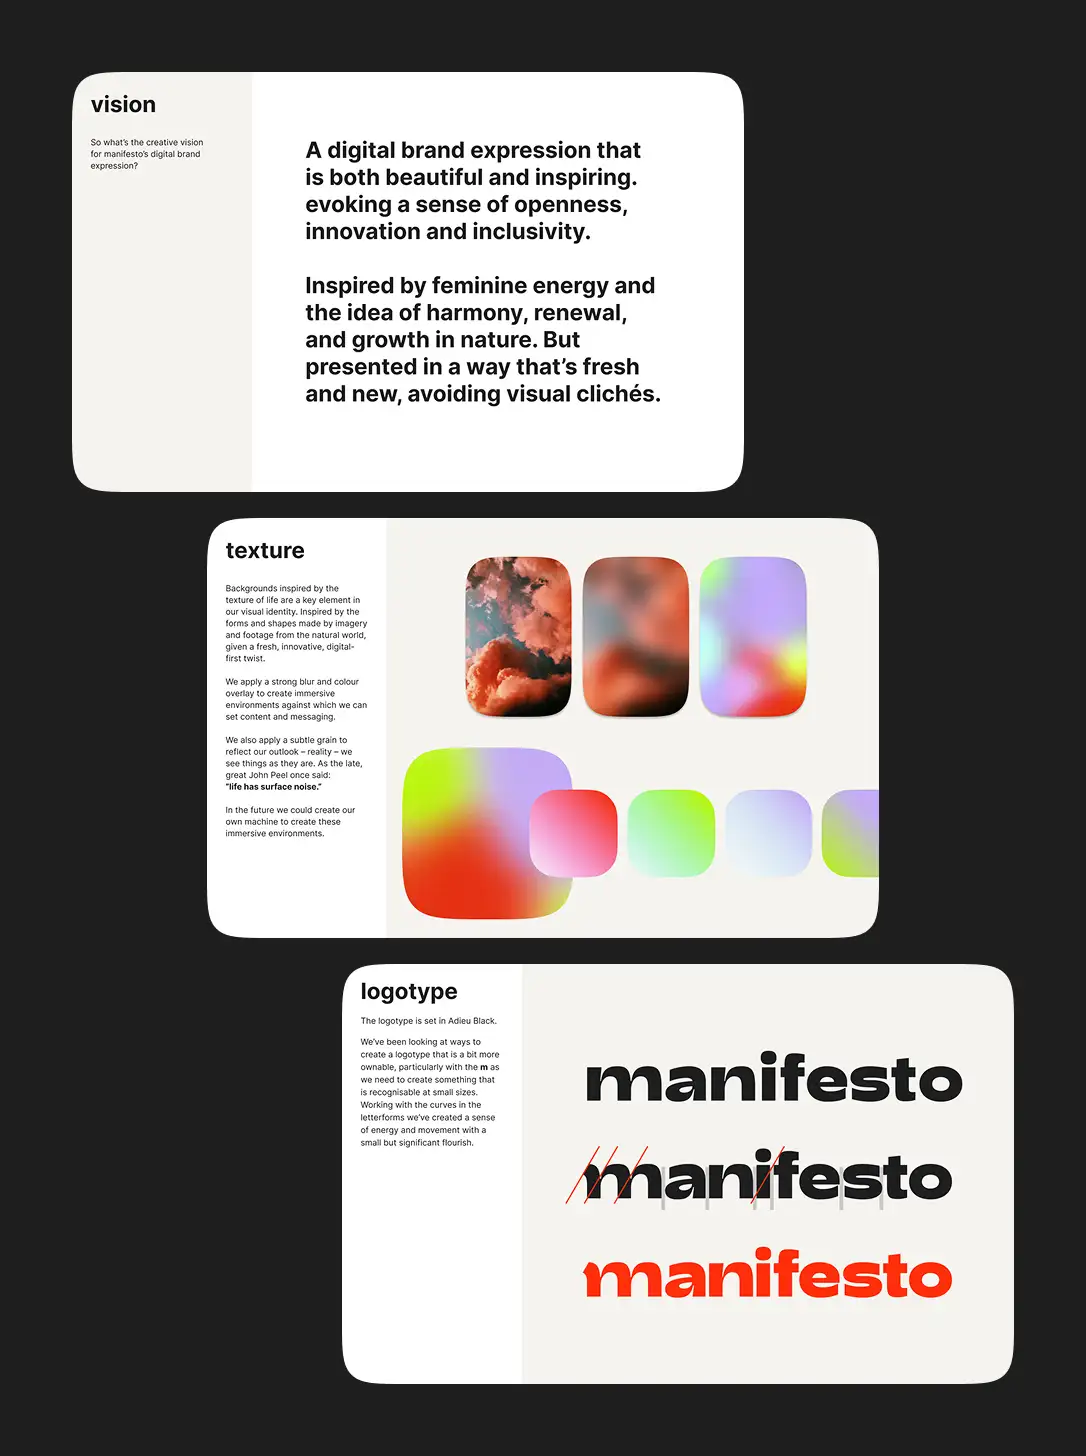 vision
So what’s the creative vision
for manifesto’s digital brand
expression?
A digital brand expression that
is both beautiful and inspiring.
evoking a sense of openness,
innovation and inclusivity.
Inspired by feminine energy and
the idea of harmony, renewal,
and growth in nature. But
presented in a way that’s fresh
and new, avoiding visual clichés.
texture
Backgrounds inspired by the
texture of life are a key element in
our visual identity. Inspired by the
forms and shapes made by imagery
and footage from the natural world,
given a fresh, innovative, digital-
first twist.
We apply a strong blur and colour
overlay to create immersive
environments against which we can
set content and messaging.
We also apply a subtle grain to
reflect our outlook – reality – we
see things as they are. As the late,
great John Peel once said:
“life has surface noise.”
In the future we could create our
own machine to create these
immersive environments.
logotype
The logotype is set in Adieu Black.
We’ve been looking at ways to
create a logotype that is a bit more
ownable, particularly with the m as
we need to create something that
is recognisable at small sizes.
Working with the curves in the
letterforms we’ve created a sense
of energy and movement with a
small but significant flourish.
manifesto
manifesto
manifesto